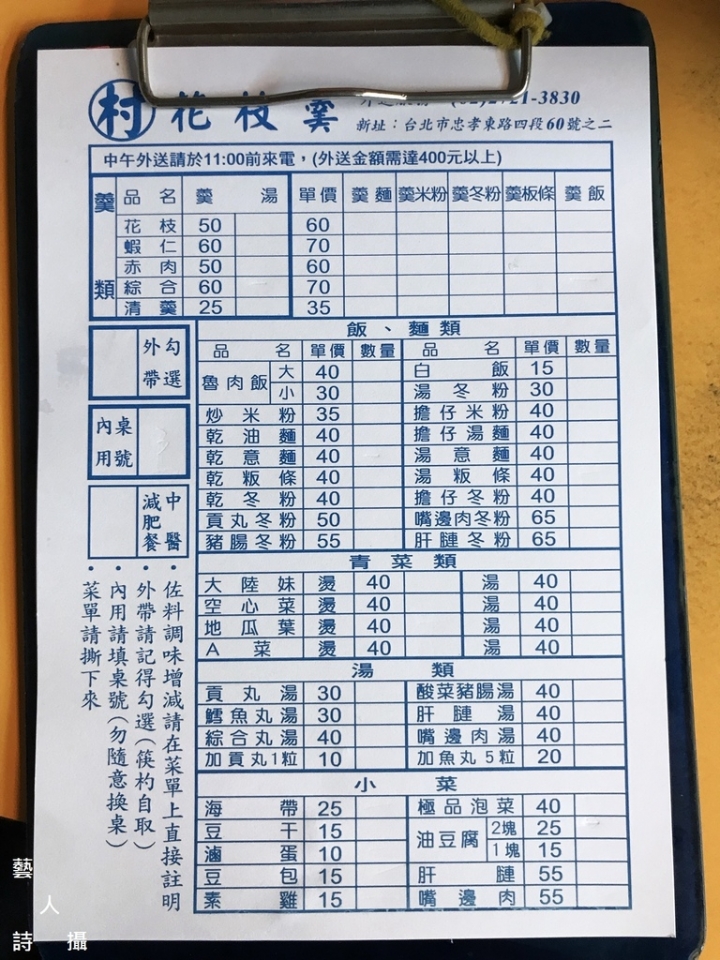 村 花枝羹
2721-3830
新址：台北市忠孝東路四段60號之二
中午外送請於11:00前來電，(外送金額需達400元以上)
羹類
品名 羹湯 單價 羹麵 羹米粉 羹冬粉 羹板條 羹飯
花枝 50 60
蝦仁 60 70
赤肉 50 60
綜合 60 70
清羹 25 35
外帶 勾選
內用 桌號
減肥餐 中醫
飯、麵類
品名 單價 數量 品名 單價 數量
魯肉飯 大 40 白飯 15
小 30 湯冬粉 30
炒米粉 35 擔仔米粉 40
乾油麵 40 擔仔湯麵 40
乾意麵 40 湯意麵 40
乾粄條 40 湯粄條 40
乾冬粉 40 擔仔冬粉 40
貢丸冬粉 50 嘴邊肉冬粉 65
豬腸冬粉 55 肝腱冬粉 65
青菜類
大陸妹 燙 40 湯 40
空心菜 燙 40 湯 40
地瓜葉 燙 40 湯 40
A菜 燙 40 湯 40
湯類
貢丸湯 30 酸菜豬腸湯 40
鱈魚丸湯 30 肝腱湯 40
綜合丸湯 40 嘴邊肉湯 40
加貢丸1粒 10 加魚丸5粒 20
小菜
海帶 25 極品泡菜 40
豆干 15 油豆腐 2塊 25
滷蛋 10 1塊 15
豆包 15 肝腱 55
素雞 15 嘴邊肉 55
•佐料調味增減請在菜單上直接註明
•外帶請記得勾選(筷杓自取)
•內用請填桌號(勿隨意換桌)
•菜單請撕下來
藝
人
詩 攝